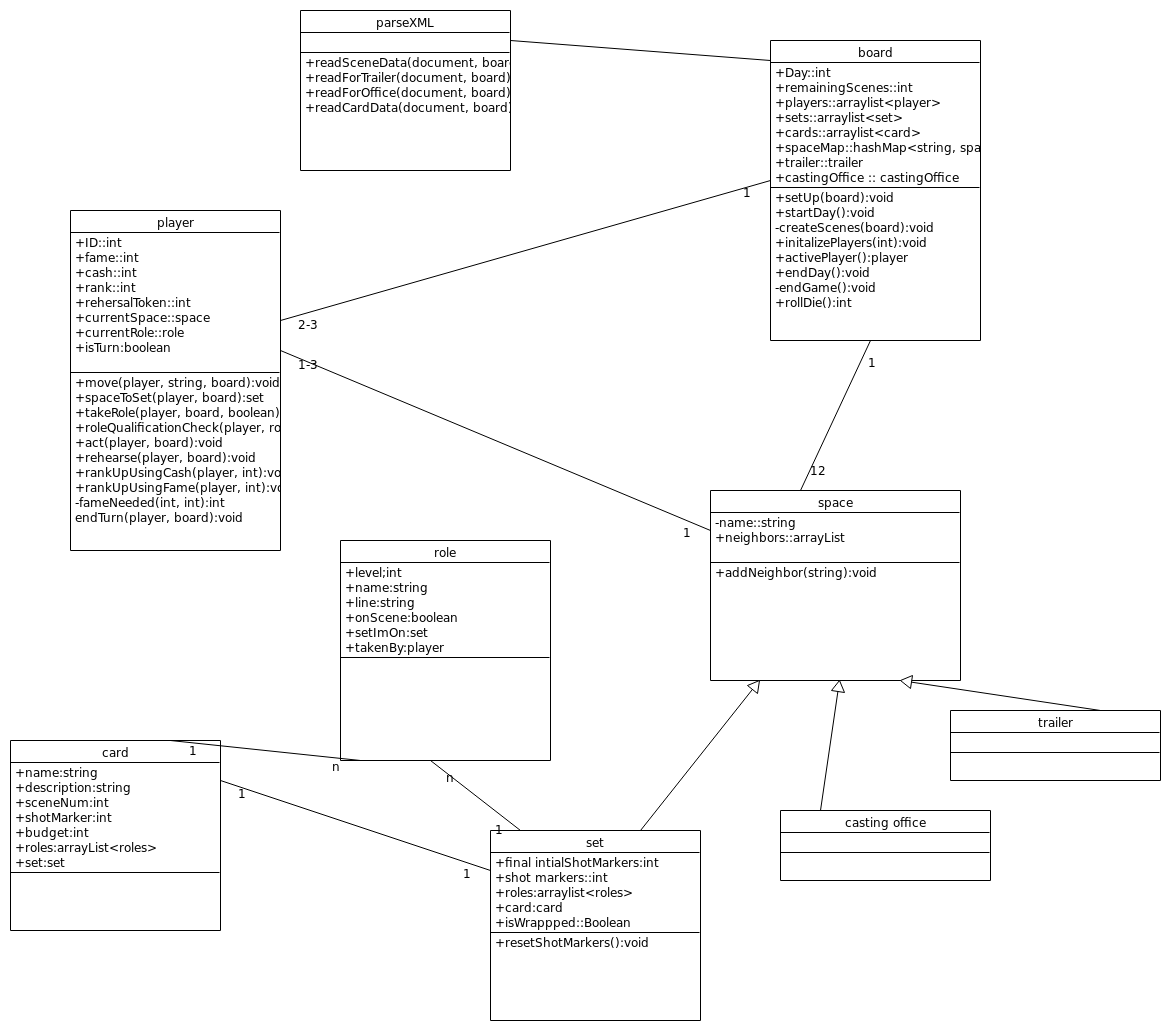 parseXML
+readSceneData(document, boar
+readForTrailer(document, board)
+readForOffice(document, board)
+readCardData(document, board)
board
+Day::int
+remainingScenes::int
+players::arraylist<player>
+sets::arraylist<set>
+cards::arraylist<card>
+spaceMap::hashMap<string, spa
+trailer::trailer
+castingOffice :: castingOffice
+setUp(board):void
+startDay():void
-createScenes(board):void
+initalizePlayers(int):void
+activePlayer():player
+endDay():void
-endGame():void
+rollDie():int
1
2-3
player
+ID::int
+fame::int
+cash::int
+rank::int
+rehersalToken::int
+currentSpace::space
+currentRole::role
+isTurn:boolean
+move(player, string, board):void
+spaceToSet(player, board):set
+takeRole(player, board, boolean)
+roleQualificationCheck(player, ro
+act(player, board):void
+rehearse(player, board):void
+rankUpUsingCash(player, int):vo
+rankUpUsingFame(player, int):vo
-fameNeeded(int, int):int
endTurn(player, board):void
1-3
1
1
12
space
-name::string
+neighbors::arrayList
+addNeighbor(string):void
role
+level;int
+name:string
+line:string
+onScene:boolean
+setImOn:set
+takenBy:player
trailer
casting office
1
n
n
1
card
+name:string
+description:string
+sceneNum:int
+shotMarker:int
+budget:int
+roles:arrayList<roles>
+set:set
1
1
set
+final intialShotMarkers:int
+shot markers::int
+roles:arraylist<roles>
+card:card
+isWrappped::Boolean
+resetShotMarkers():void